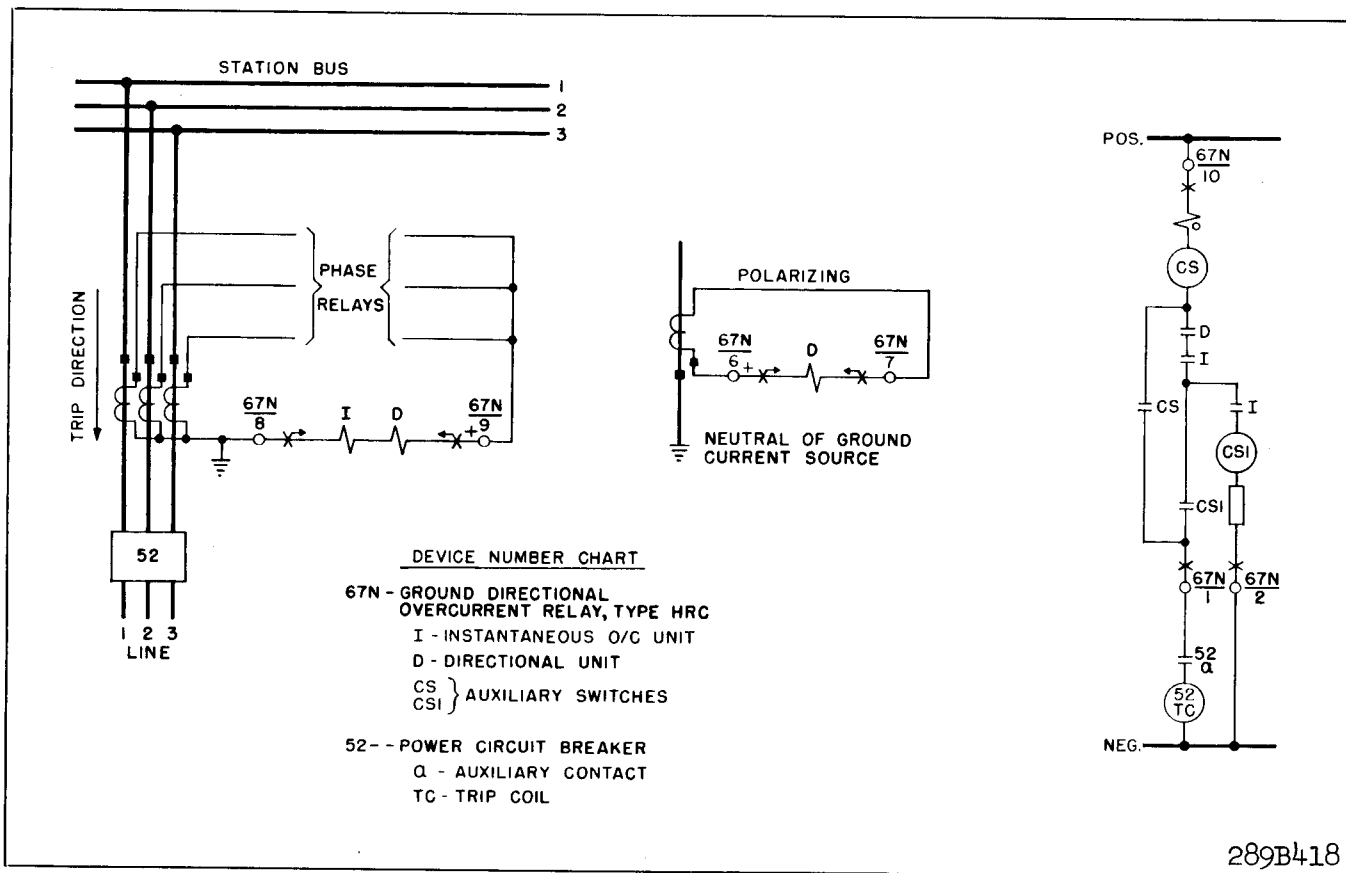 STATION BUS
1
2
3
PHASE
RELAYS
TRIP DIRECTION
67N
8
I
D
67N
+9
52
1 2 3
LINE
POLARIZING
67N
6 +
D
67N
7
NEUTRAL OF GROUND
CURRENT SOURCE
DEVICE NUMBER CHART
67N - GROUND DIRECTIONAL
OVERCURRENT RELAY, TYPE HRC
I - INSTANTANEOUS O/C UNIT
D - DIRECTIONAL UNIT
CS
CS1 } AUXILIARY SWITCHES
52-- POWER CIRCUIT BREAKER
a - AUXILIARY CONTACT
TC - TRIP COIL
POS.
67N
10
CS
D
I
CS
I
CS1
CS1
67N
1
67N
2
52
a
52
TC
NEG.
289B418